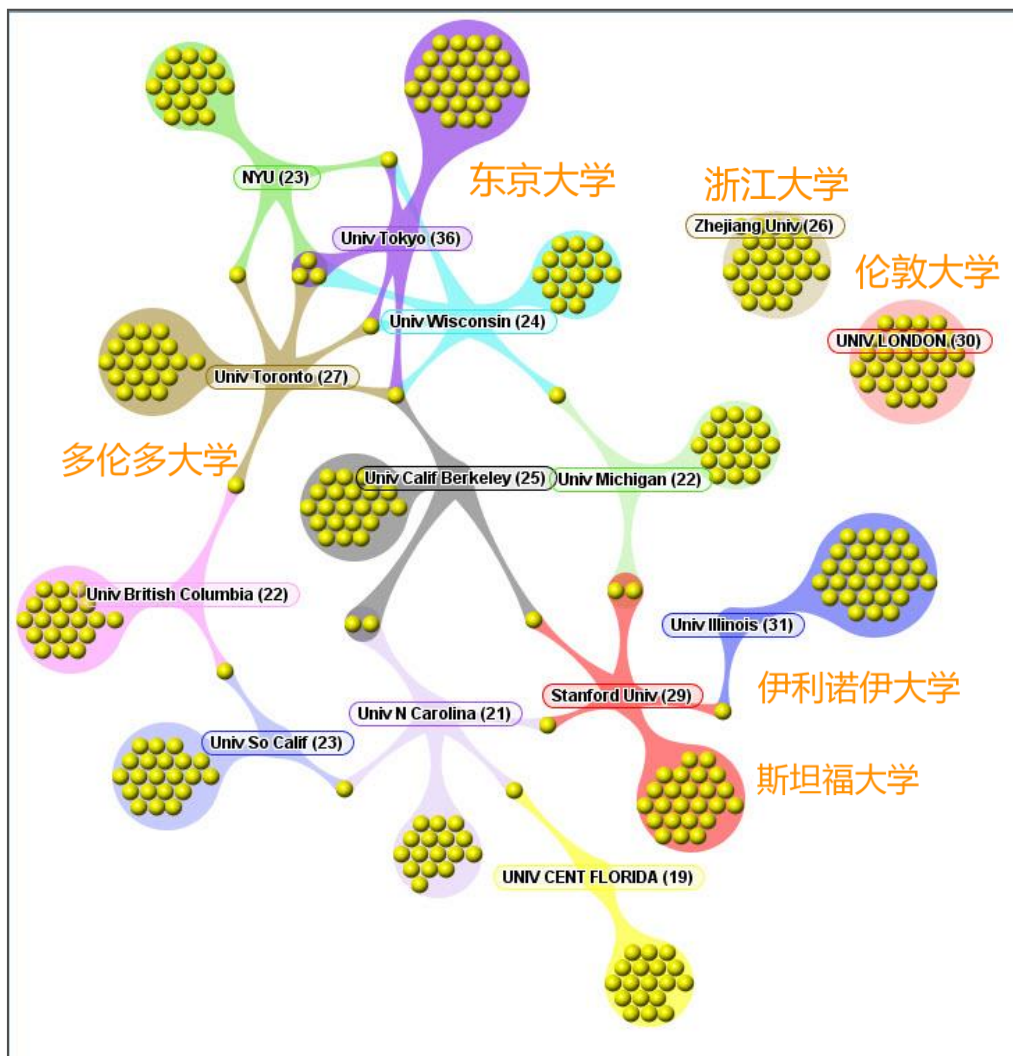 NYU (23)
东京大学
浙江大学
Zhejiang Univ (26)
Univ Tokyo (36)
伦敦大学
Univ Wisconsin (24)
UNIV LONDON (30)
Univ Toronto (27)
多伦多大学
Univ Calif Berkeley (25)
Univ Michigan (22)
Univ British Columbia (22)
Univ Illinois (31)
伊利诺伊大学
Stanford Univ (29)
Univ N Carolina (21)
Univ So Calif (23)
斯坦福大学
UNIV CENT FLORIDA (19)